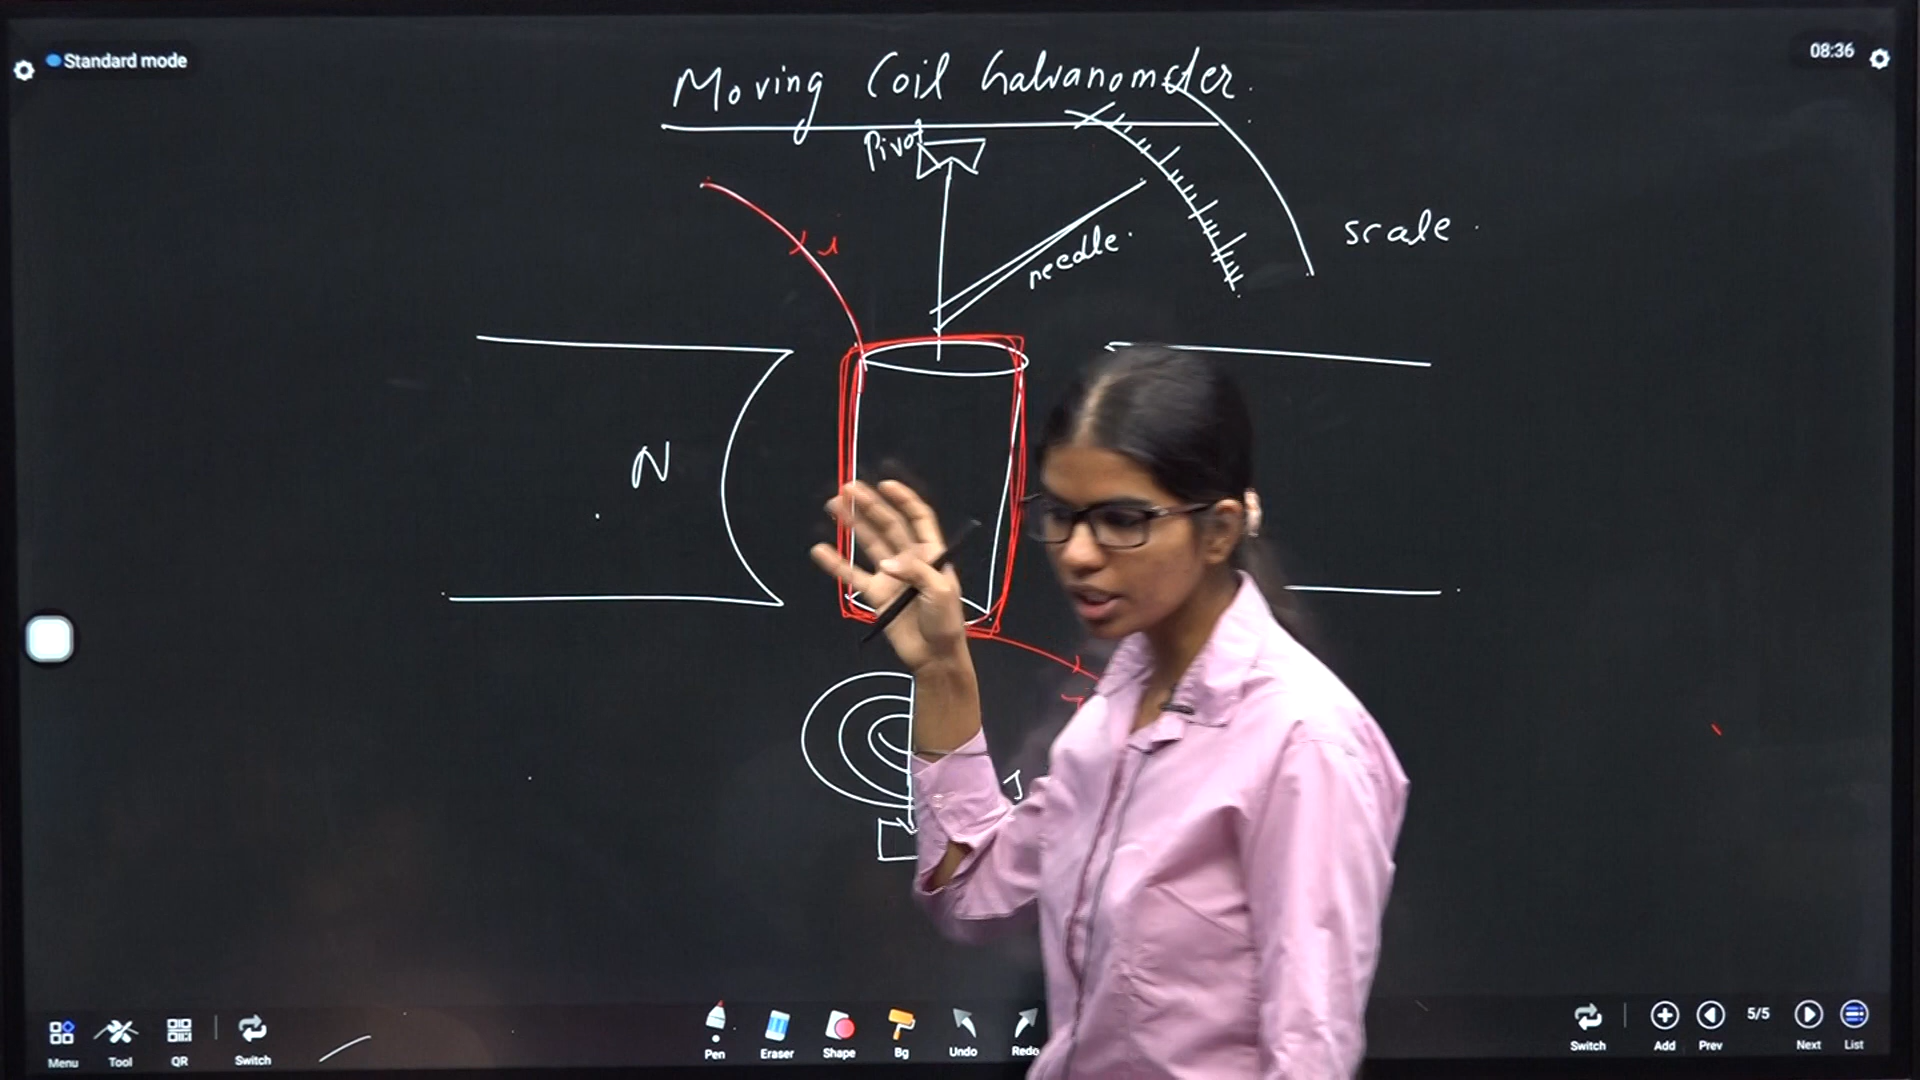 Standard mode
08:36
Moving Coil Galvanometer
Pivot
i
needle
scale
N
Menu
Tool
QR
Switch
Pen
Eraser
Shape
Bg
Undo
Redo
Switch
Add
Prev
5/5
Next
List